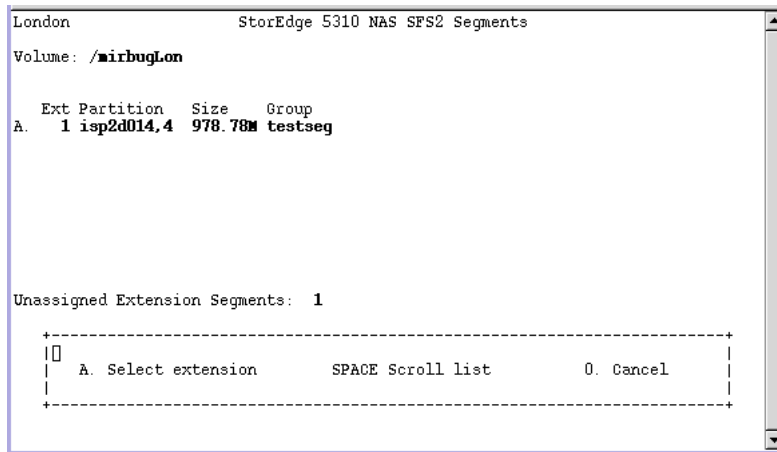 London StorEdge 5310 NAS SFS2 Segments
Volume: /mirbugLon
Ext Partition Size Group
A. 1 isp2d014,4 978.78M testseg
Unassigned Extension Segments: 1
A. Select extension SPACE Scroll list 0. Cancel